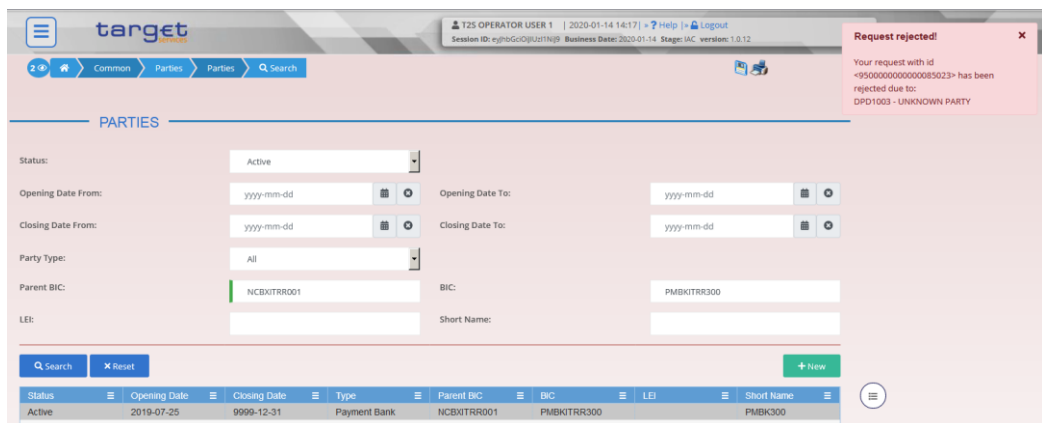 target
SERVICES
T2S OPERATOR USER 1 | 2020-01-14 14:17 | » ? Help | » Logout
Business Date: 2020-01-14 Stage: IAC version: 1.0.12
Request rejected! ×
Your request with id
<9500000000000085023> has been
rejected due to:
DPD1003 - UNKNOWN PARTY
2 Common Parties Parties Search
PARTIES
Status: Active
Opening Date From: yyyy-mm-dd Opening Date To: yyyy-mm-dd
Closing Date From: yyyy-mm-dd Closing Date To: yyyy-mm-dd
Party Type: All
Parent BIC: NCBXITRR001 BIC: PMBKITRR300
LEI: Short Name:
Search × Reset + New
Status Opening Date Closing Date Type Parent BIC BIC LEI Short Name
Active 2019-07-25 9999-12-31 Payment Bank NCBXITRR001 PMBKITRR300 PMBK300